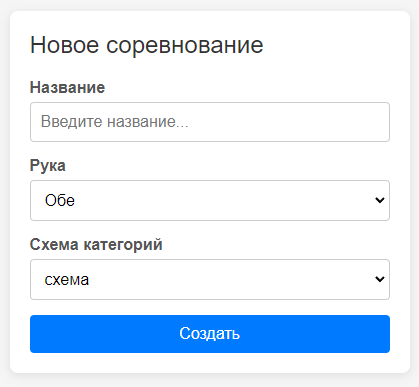 Новое соревнование
Название
Введите название...
Рука
Обе
Схема категорий
схема
Создать